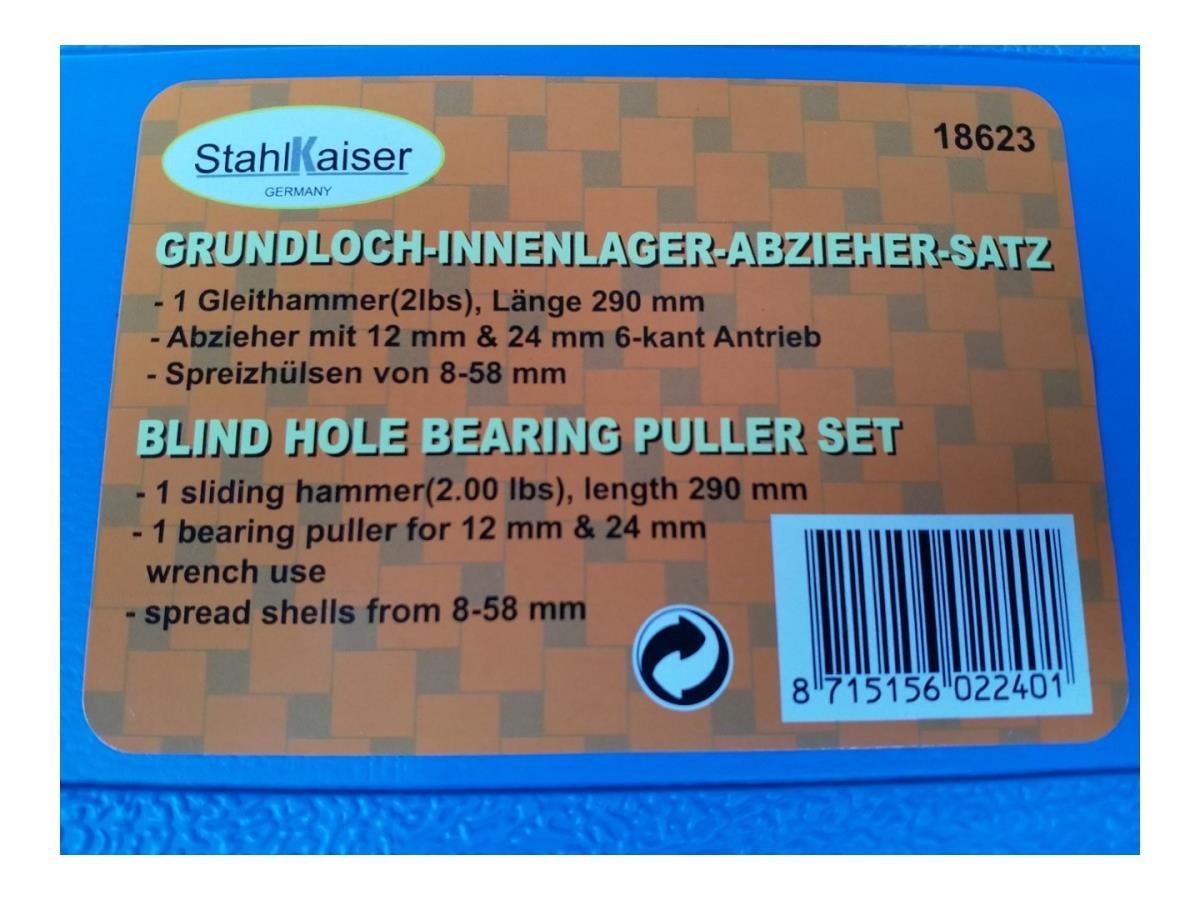 StahlKaiser
GERMANY
18623
GRUNDLOCH-INNENLAGER-ABZIEHER-SATZ
- 1 Gleithammer(2lbs), Länge 290 mm
- Abzieher mit 12 mm & 24 mm 6-kant Antrieb
- Spreizhülsen von 8-58 mm
BLIND HOLE BEARING PULLER SET
- 1 sliding hammer(2.00 lbs), length 290 mm
- 1 bearing puller for 12 mm & 24 mm
wrench use
- spread shells from 8-58 mm
8 715156 022401